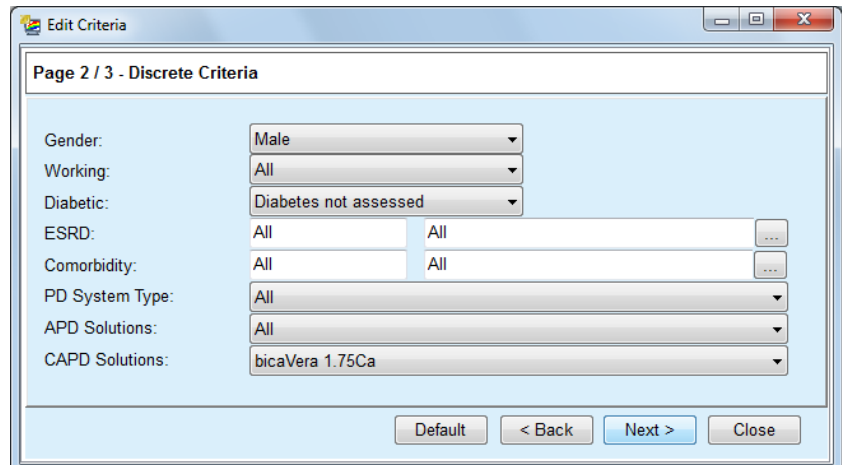 Edit Criteria
Page 2 / 3 - Discrete Criteria
Gender: Male
Working: All
Diabetic: Diabetes not assessed
ESRD: All All ...
Comorbidity: All All ...
PD System Type: All
APD Solutions: All
CAPD Solutions: bicaVera 1.75Ca
Default < Back Next > Close